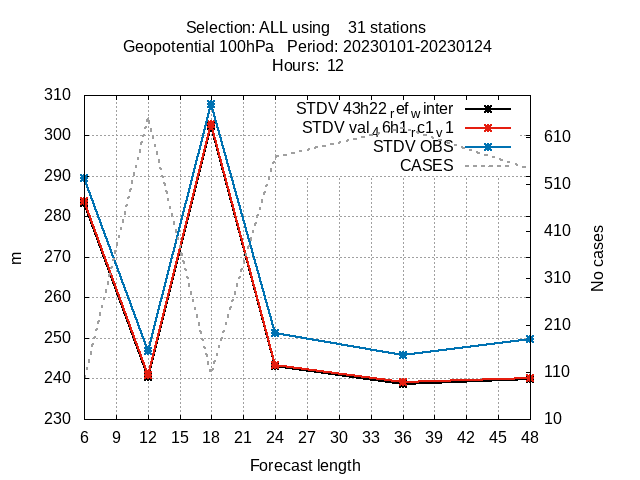 Selection: ALL using    31 stations
Geopotential 100hPa   Period: 20230101-20230124
Hours:  12
STDV 43h22ref_winter
STDV val46h1rc1v1
STDV OBS
CASES
310
300
290
280
270
260
250
240
230
610
510
410
310
210
110
10
m
No cases
6 9 12 15 18 21 24 27 30 33 36 39 42 45 48
Forecast length